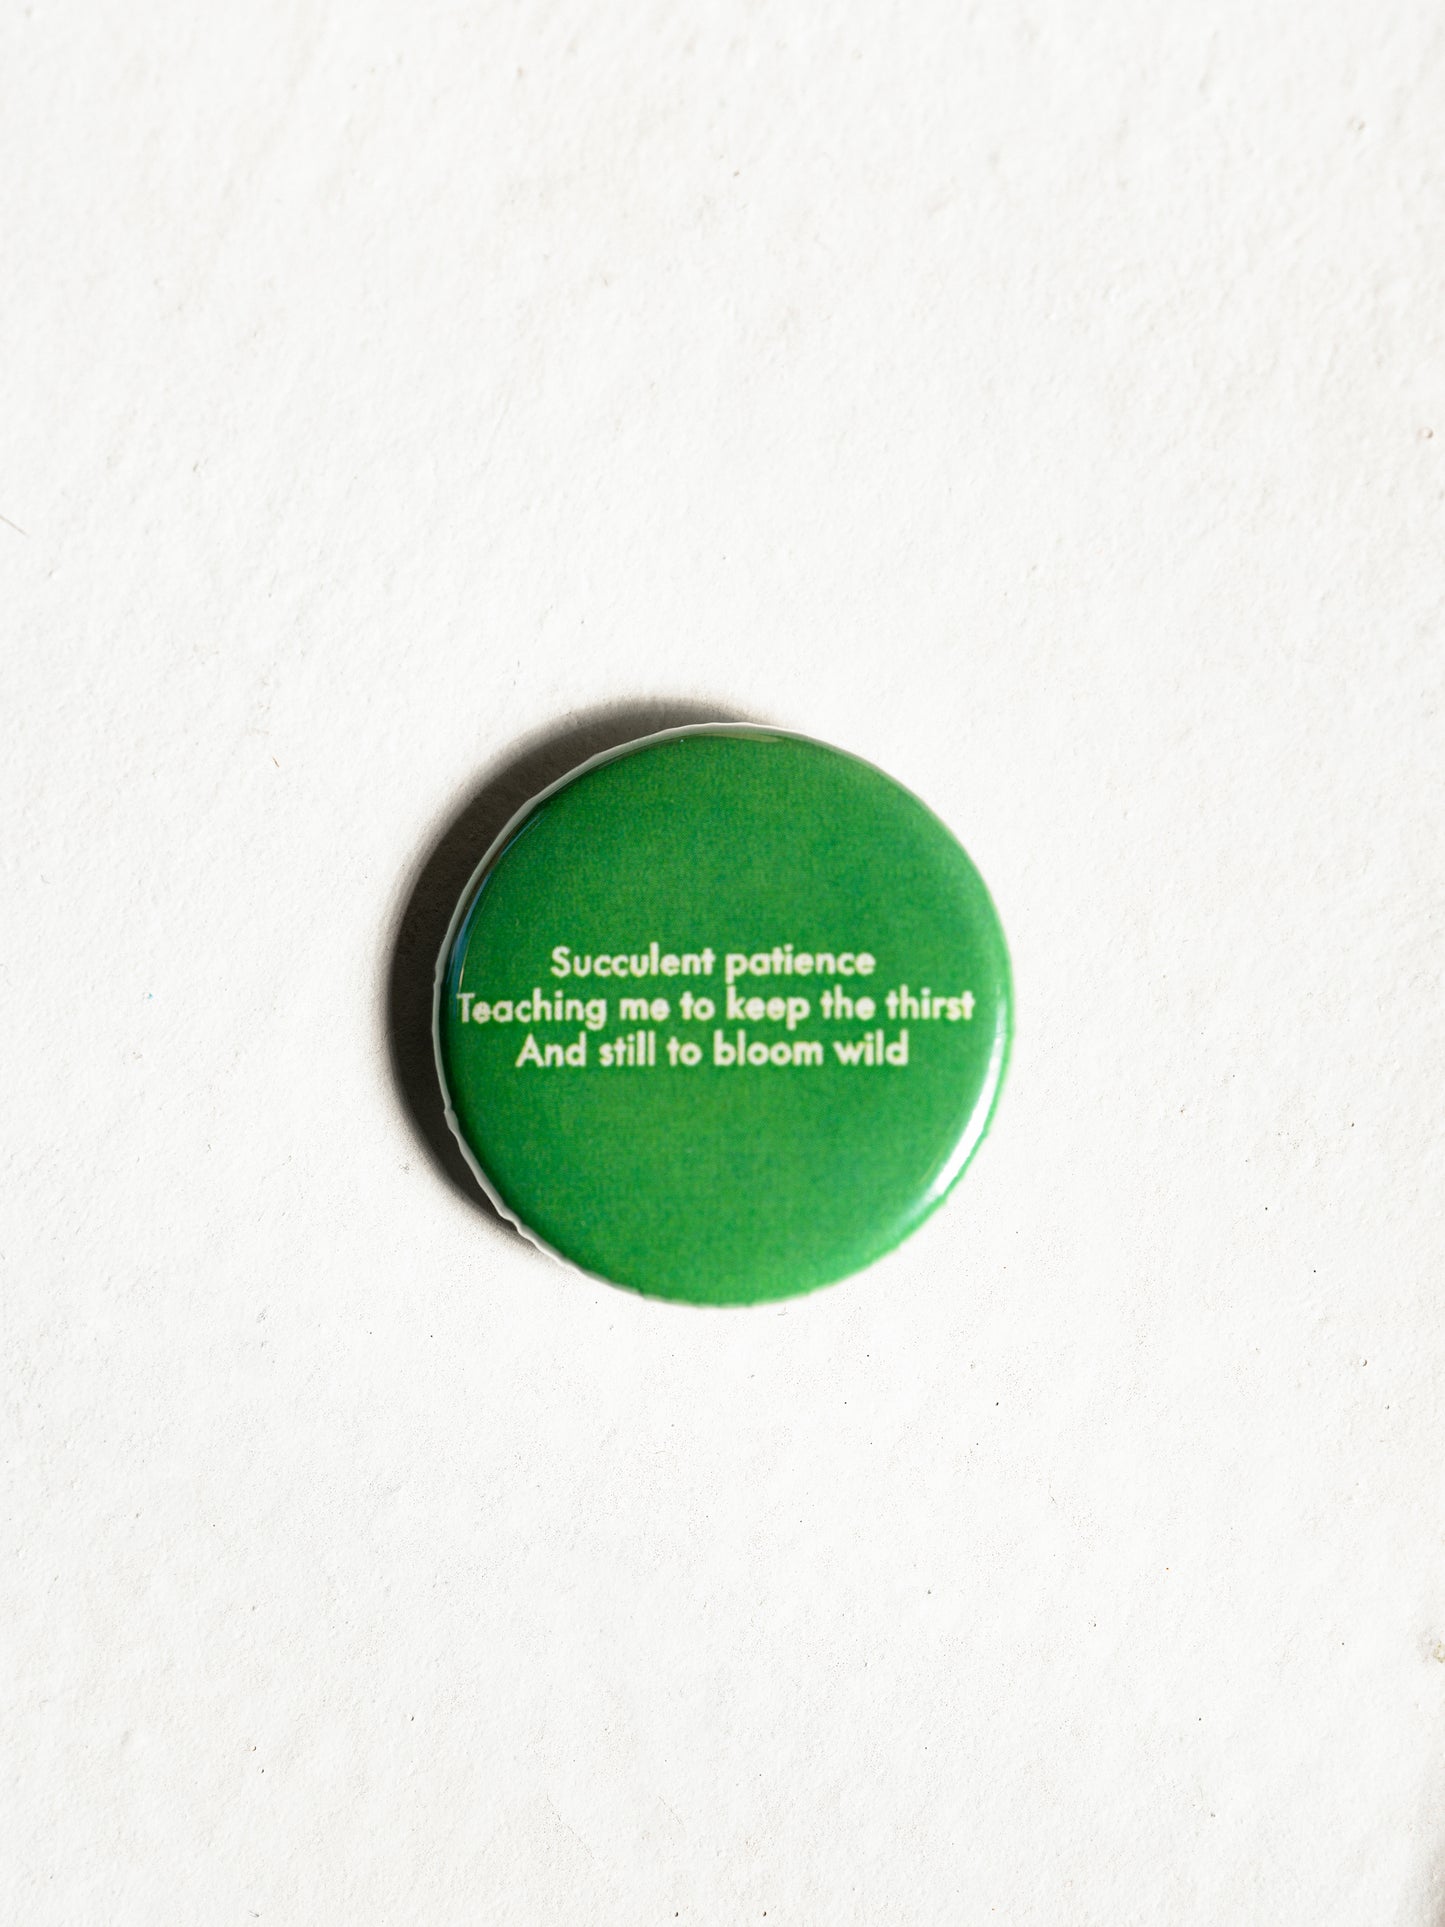 Succulent patience
Teaching me to keep the thirst
And still to bloom wild